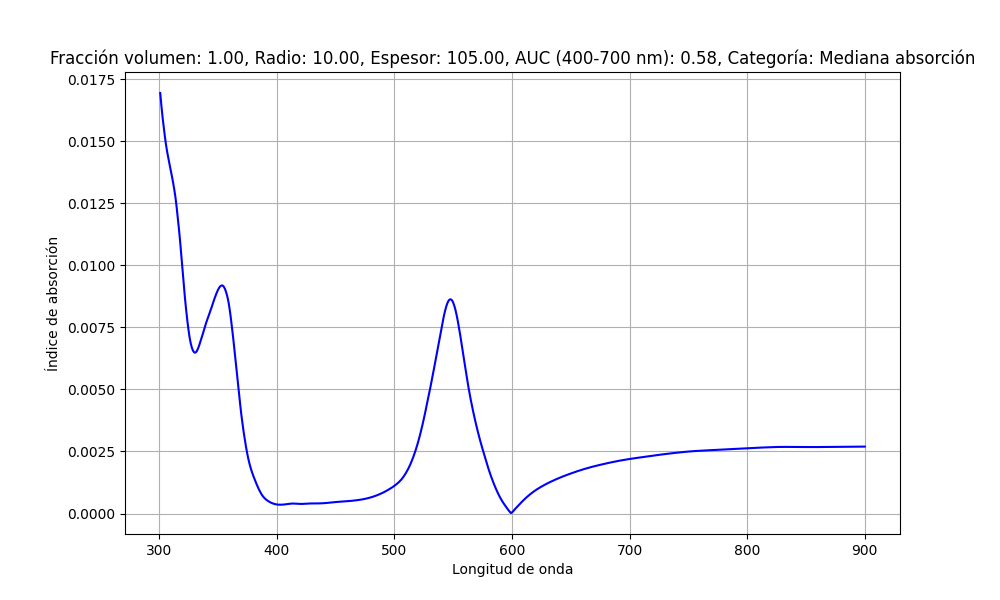 Fracción volumen: 1.00, Radio: 10.00, Espesor: 105.00, AUC (400-700 nm): 0.58, Categoría: Mediana absorción
0.0175
0.0150
0.0125
0.0100
0.0075
0.0050
0.0025
0.0000
Índice de absorción
300 400 500 600 700 800 900
Longitud de onda